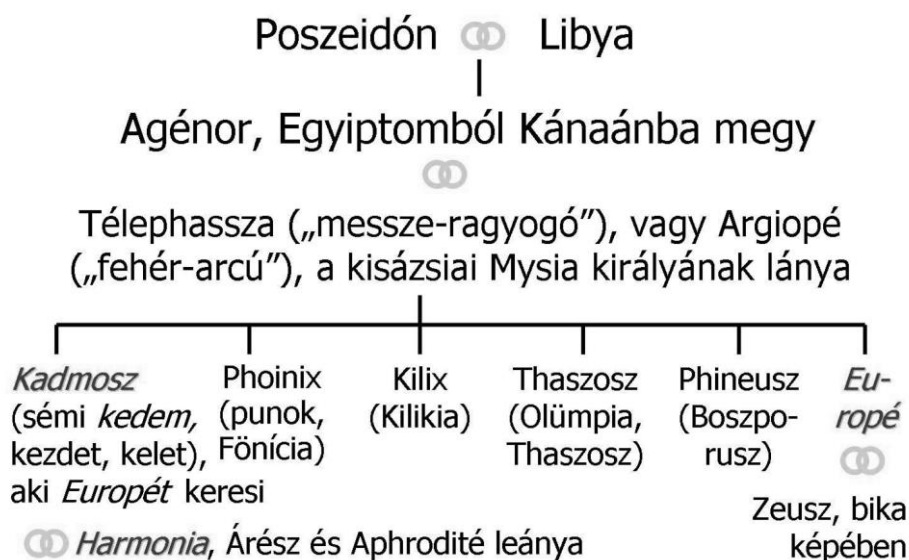 Poszeidón Libya
Agénor, Egyiptomból Kánaánba megy
Télephassza („messze-ragyogó”), vagy Argiopé
(„fehér-arcú”), a kisázsiai Mysia királyának lánya
Kadmosz
(sémi kedem,
kezdet, kelet),
aki Európét keresi
Phoinix
(punok,
Fönícia)
Kilix
(Kilikia)
Thaszosz
(Olümpia,
Thaszosz)
Phineusz
(Boszpo-
rusz)
Eu-
ropé
Zeusz, bika
képében
Harmonia, Árész és Aphrodité leánya